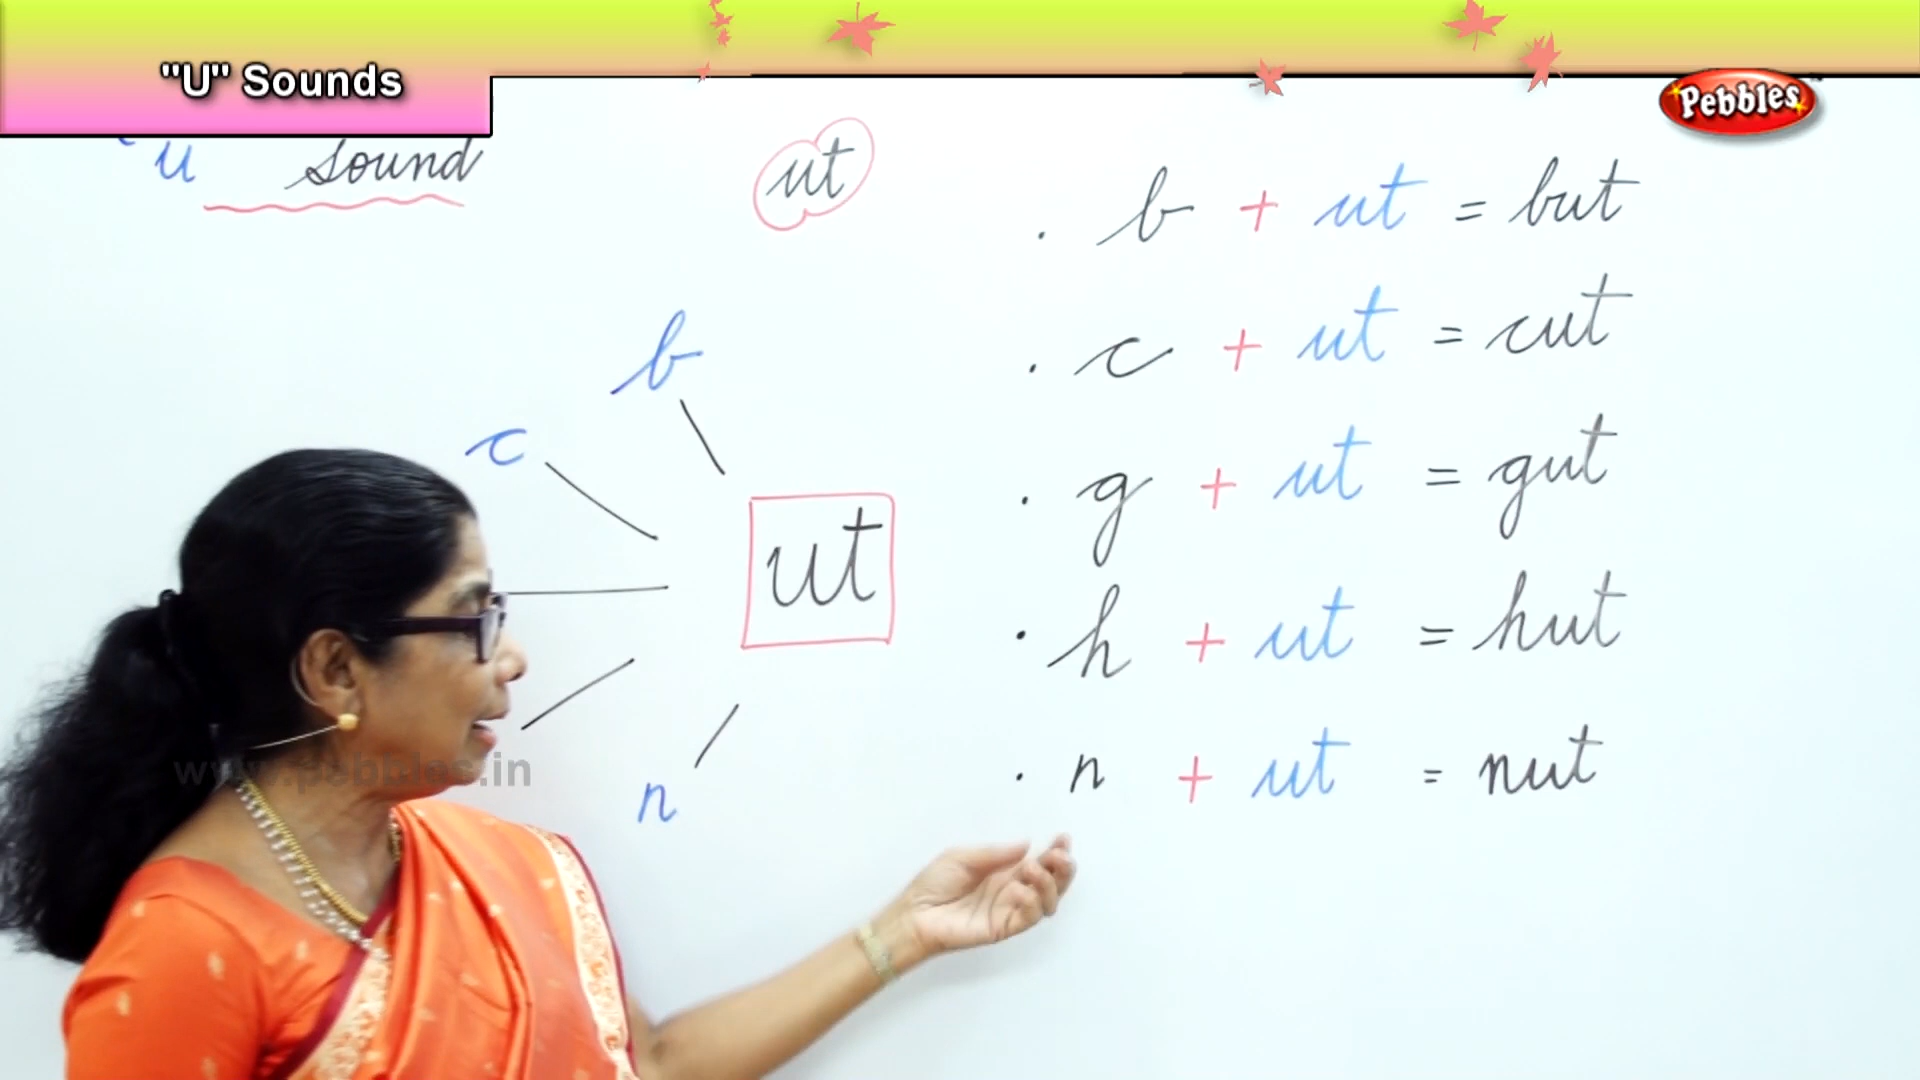 "U" Sounds
Pebbles
u sound
ut
b + ut = but
c + ut = cut
g + ut = gut
h + ut = hut
n + ut = nut
b
c
ut
n
www.pebbles.in